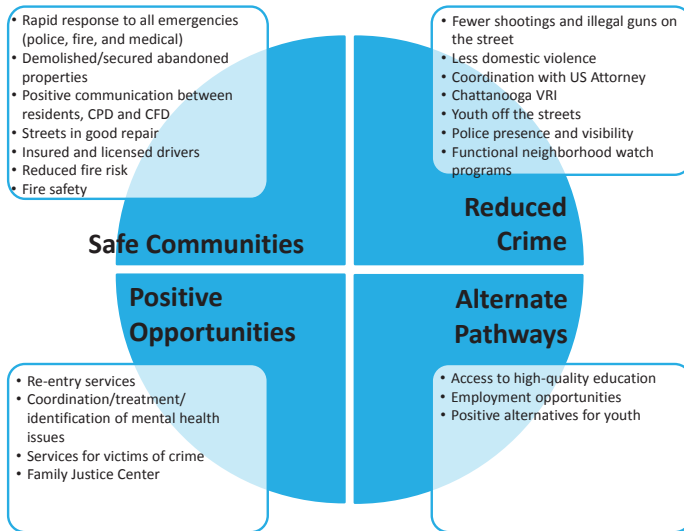 • Rapid response to all emergencies
(police, fire, and medical)
• Demolished/secured abandoned
properties
• Positive communication between
residents, CPD and CFD
• Streets in good repair
• Insured and licensed drivers
• Reduced fire risk
• Fire safety
Safe Communities
• Fewer shootings and illegal guns on
the street
• Less domestic violence
• Coordination with US Attorney
• Chattanooga VRI
• Youth off the streets
• Police presence and visibility
• Functional neighborhood watch
programs
Reduced
Crime
Positive
Opportunities
• Re-entry services
• Coordination/treatment/
identification of mental health
issues
• Services for victims of crime
• Family Justice Center
Alternate
Pathways
• Access to high-quality education
• Employment opportunities
• Positive alternatives for youth